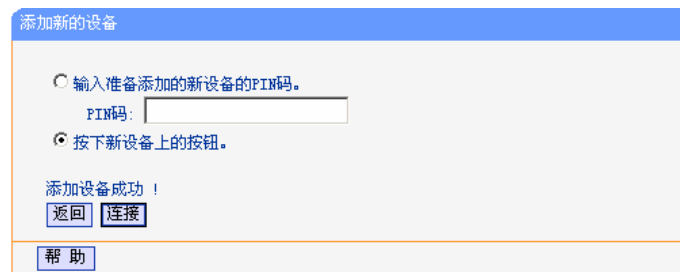 添加新的设备
输入准备添加的新设备的PIN码。
PIN码:
按下新设备上的按钮。
添加设备成功 !
返回 连接
帮 助